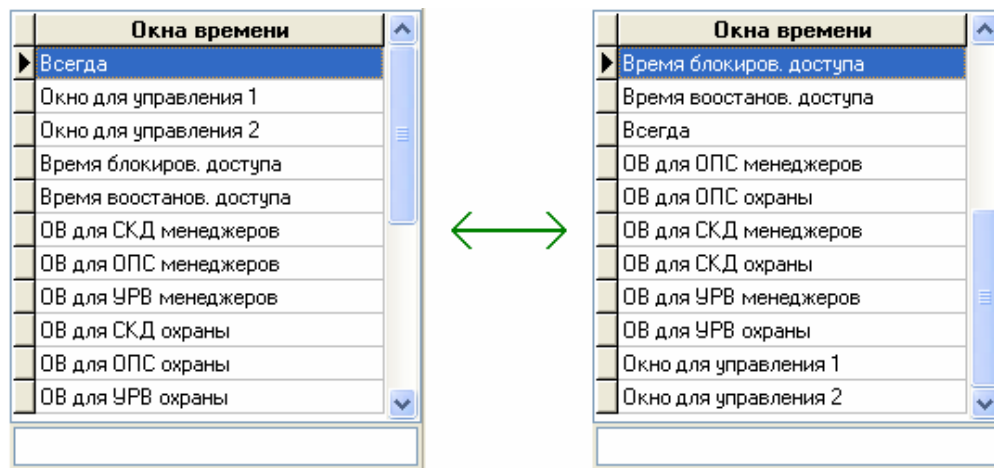 Окна времени
Всегда
Окно для управления 1
Окно для управления 2
Время блокиров. доступа
Время воостанов. доступа
ОВ для СКД менеджеров
ОВ для ОПС менеджеров
ОВ для УРВ менеджеров
ОВ для СКД охраны
ОВ для ОПС охраны
ОВ для УРВ охраны
Окна времени
Время блокиров. доступа
Время воостанов. доступа
Всегда
ОВ для ОПС менеджеров
ОВ для ОПС охраны
ОВ для СКД менеджеров
ОВ для СКД охраны
ОВ для УРВ менеджеров
ОВ для УРВ охраны
Окно для управления 1
Окно для управления 2